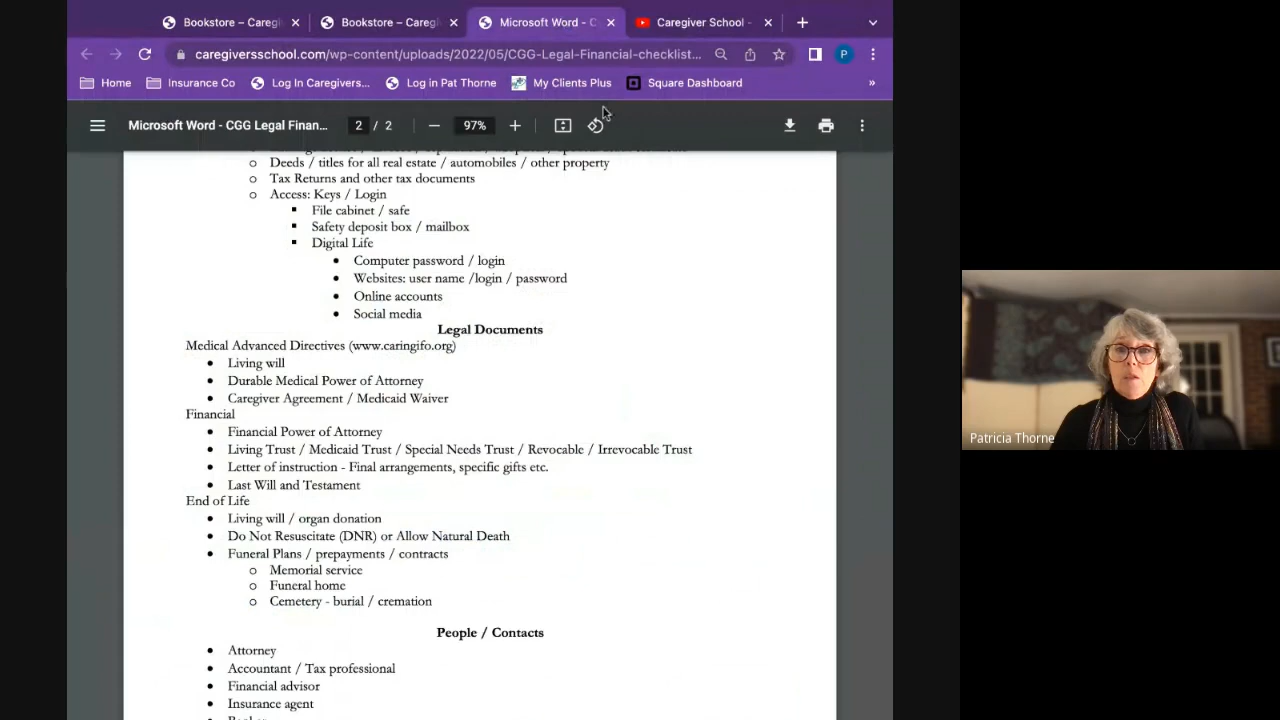 Bookstore – Caregiv
Bookstore – Caregiv
Microsoft Word - C
Caregiver School -
caregiversschool.com/wp-content/uploads/2022/05/CGG-Legal-Financial-checklist...
P
Home
Insurance Co
Log In Caregivers...
Log in Pat Thorne
My Clients Plus
Square Dashboard
»
Microsoft Word - CGG Legal Finan...
2 / 2
97%
Deeds / titles for all real estate / automobiles / other property
Tax Returns and other tax documents
Access: Keys / Login
File cabinet / safe
Safety deposit box / mailbox
Digital Life
Computer password / login
Websites: user name /login / password
Online accounts
Social media
Legal Documents
Medical Advanced Directives (www.caringifo.org)
Living will
Durable Medical Power of Attorney
Caregiver Agreement / Medicaid Waiver
Financial
Financial Power of Attorney
Living Trust / Medicaid Trust / Special Needs Trust / Revocable / Irrevocable Trust
Letter of instruction - Final arrangements, specific gifts etc.
Last Will and Testament
End of Life
Living will / organ donation
Do Not Resuscitate (DNR) or Allow Natural Death
Funeral Plans / prepayments / contracts
Memorial service
Funeral home
Cemetery - burial / cremation
People / Contacts
Attorney
Accountant / Tax professional
Financial advisor
Insurance agent
Patricia Thorne